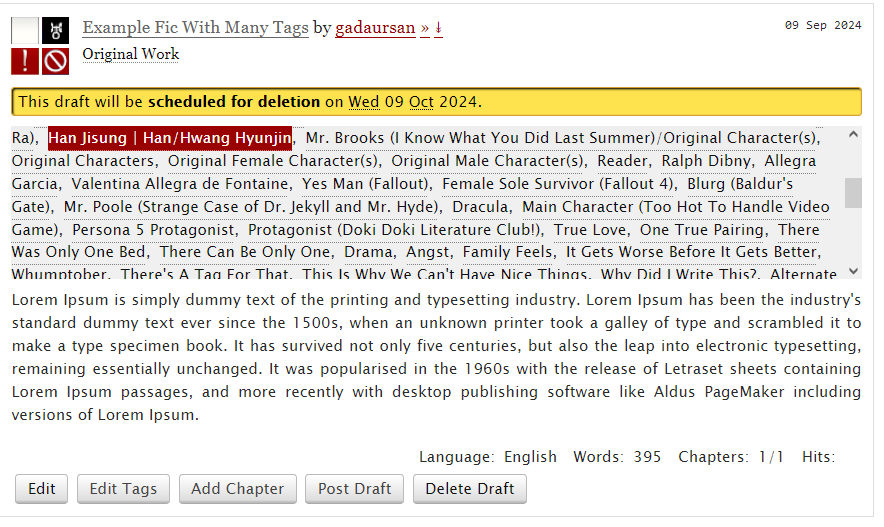 Example Fic With Many Tags by gadaursan » ↓
09 Sep 2024
Original Work
This draft will be scheduled for deletion on Wed 09 Oct 2024.
Ra), Han Jisung | Han/Hwang Hyunjin, Mr. Brooks (I Know What You Did Last Summer)/Original Character(s),
Original Characters, Original Female Character(s), Original Male Character(s), Reader, Ralph Dibny, Allegra
Garcia, Valentina Allegra de Fontaine, Yes Man (Fallout), Female Sole Survivor (Fallout 4), Blurg (Baldur's
Gate), Mr. Poole (Strange Case of Dr. Jekyll and Mr. Hyde), Dracula, Main Character (Too Hot To Handle Video
Game), Persona 5 Protagonist, Protagonist (Doki Doki Literature Club!), True Love, One True Pairing, There
Was Only One Bed, There Can Be Only One, Drama, Angst, Family Feels, It Gets Worse Before It Gets Better,
Whumptober, There's A Tag For That, This Is Why We Can't Have Nice Things, Why Did I Write This?, Alternate
Lorem Ipsum is simply dummy text of the printing and typesetting industry. Lorem Ipsum has been the industry's
standard dummy text ever since the 1500s, when an unknown printer took a galley of type and scrambled it to
make a type specimen book. It has survived not only five centuries, but also the leap into electronic typesetting,
remaining essentially unchanged. It was popularised in the 1960s with the release of Letraset sheets containing
Lorem Ipsum passages, and more recently with desktop publishing software like Aldus PageMaker including
versions of Lorem Ipsum.
Language: English Words: 395 Chapters: 1/1 Hits:
Edit Edit Tags Add Chapter Post Draft Delete Draft